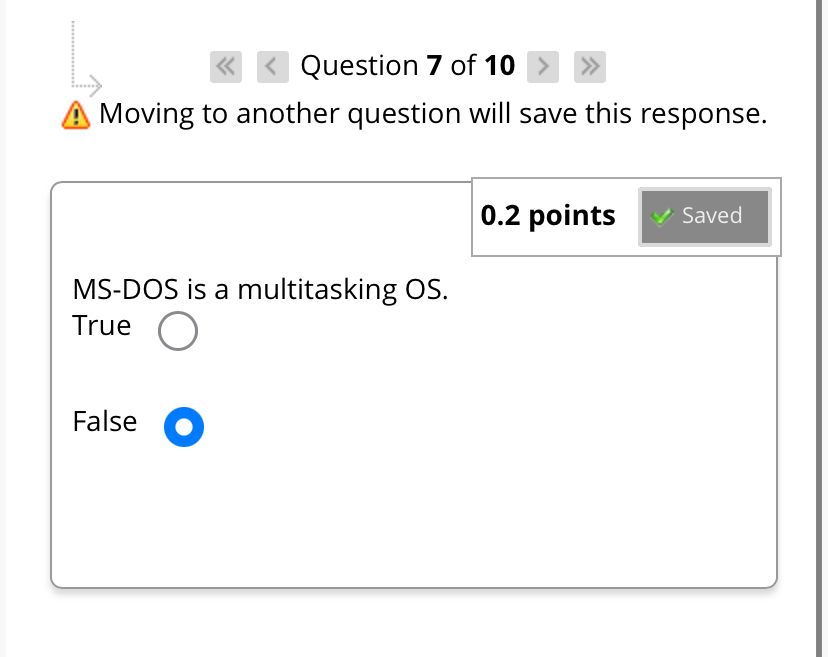 Question 7 of 10
Moving to another question will save this response.
0.2 points
Saved
MS-DOS is a multitasking OS.
True
False